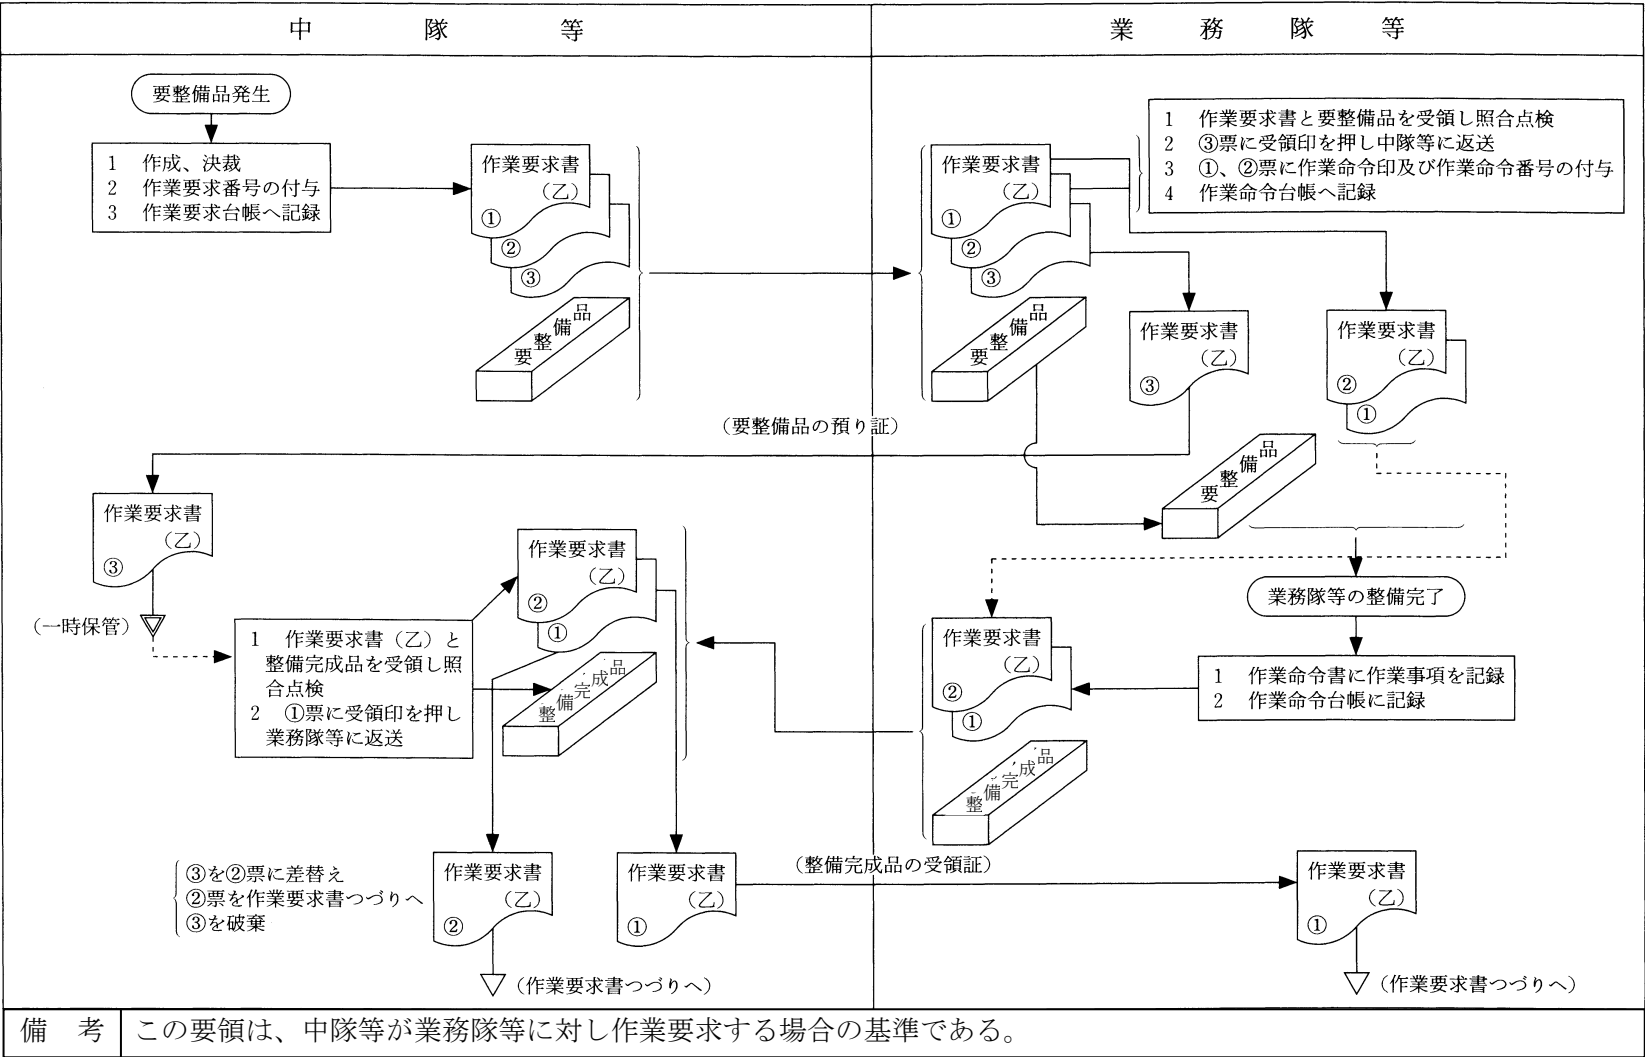 中隊等
業務隊等
要整備品発生
1 作成、決裁
2 作業要求番号の付与
3 作業要求台帳へ記録
作業要求書
（乙）
①
②
③
要整備品
作業要求書
（乙）
①
②
③
要整備品
1 作業要求書と要整備品を受領し照合点検
2 ③票に受領印を押し中隊等に返送
3 ①、②票に作業命令印及び作業命令番号の付与
4 作業命令台帳へ記録
作業要求書
（乙）
③
作業要求書
（乙）
②
①
（要整備品の預り証）
要整備品
作業要求書
（乙）
③
（一時保管）
1 作業要求書（乙）と
整備完成品を受領し照
合点検
2 ①票に受領印を押し
業務隊等に返送
作業要求書
（乙）
②
①
整備完成品
業務隊等の整備完了
1 作業命令書に作業事項を記録
2 作業命令台帳に記録
作業要求書
（乙）
②
①
整備完成品
③を②票に差替え
②票を作業要求書つづりへ
③を破棄
作業要求書
（乙）
②
（作業要求書つづりへ）
作業要求書
（乙）
①
（整備完成品の受領証）
作業要求書
（乙）
①
（作業要求書つづりへ）
備考
この要領は、中隊等が業務隊等に対し作業要求する場合の基準である。